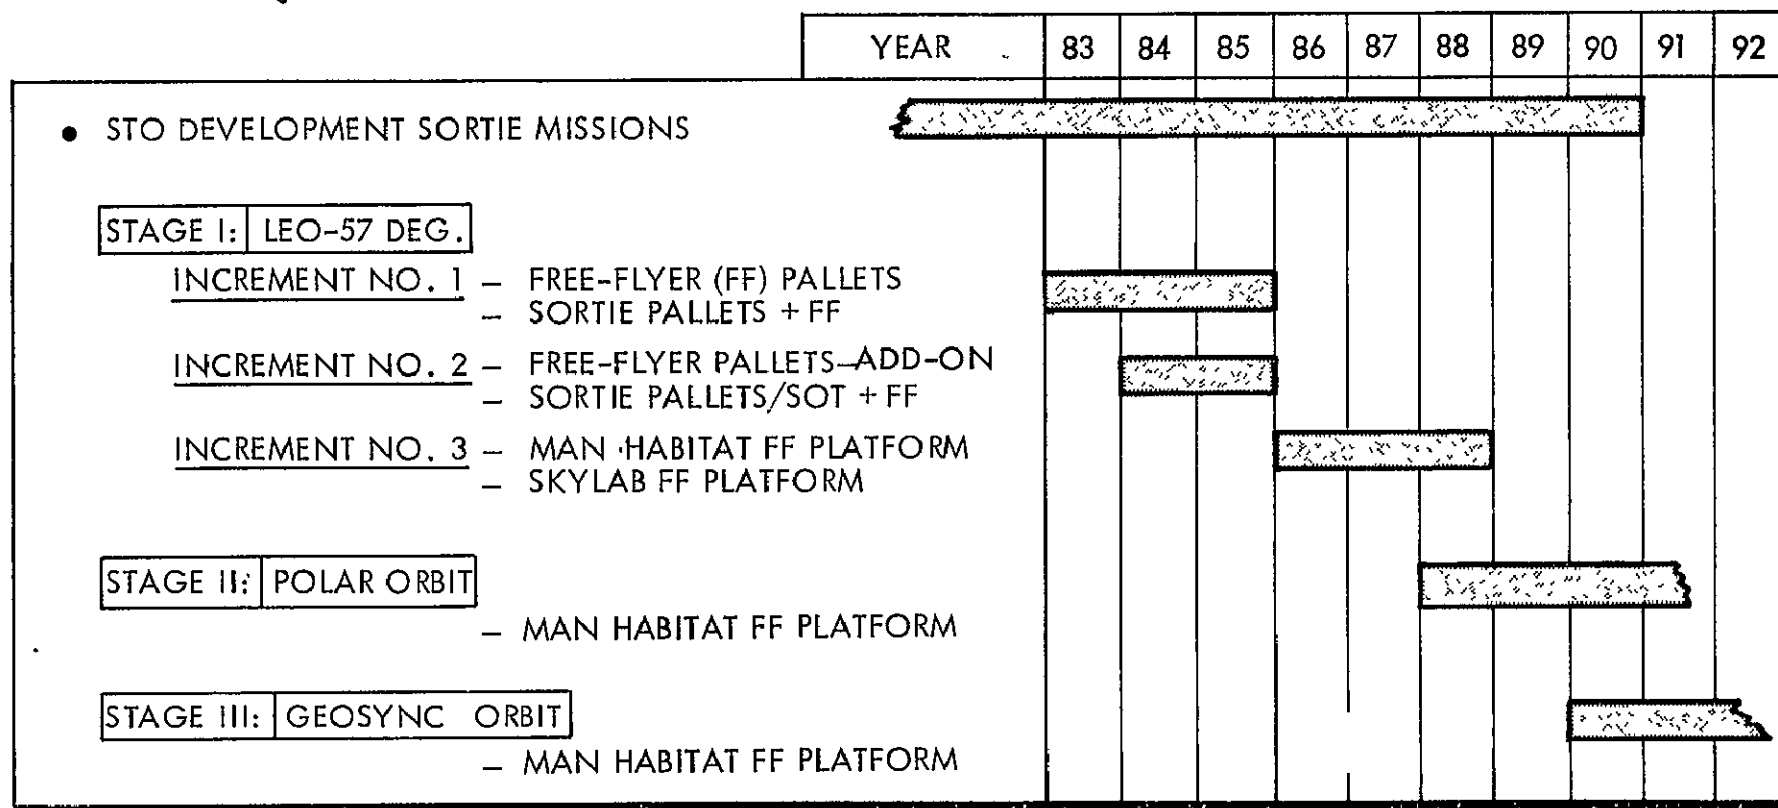 YEAR 83 84 85 86 87 88 89 90 91 92
• STO DEVELOPMENT SORTIE MISSIONS
STAGE I: LEO-57 DEG.
INCREMENT NO. 1 — FREE-FLYER (FF) PALLETS
— SORTIE PALLETS + FF
INCREMENT NO. 2 — FREE-FLYER PALLETS—ADD-ON
— SORTIE PALLETS/SOT + FF
INCREMENT NO. 3 — MAN HABITAT FF PLATFORM
— SKYLAB FF PLATFORM
STAGE II: POLAR ORBIT
— MAN HABITAT FF PLATFORM
STAGE III: GEOSYNC ORBIT
— MAN HABITAT FF PLATFORM